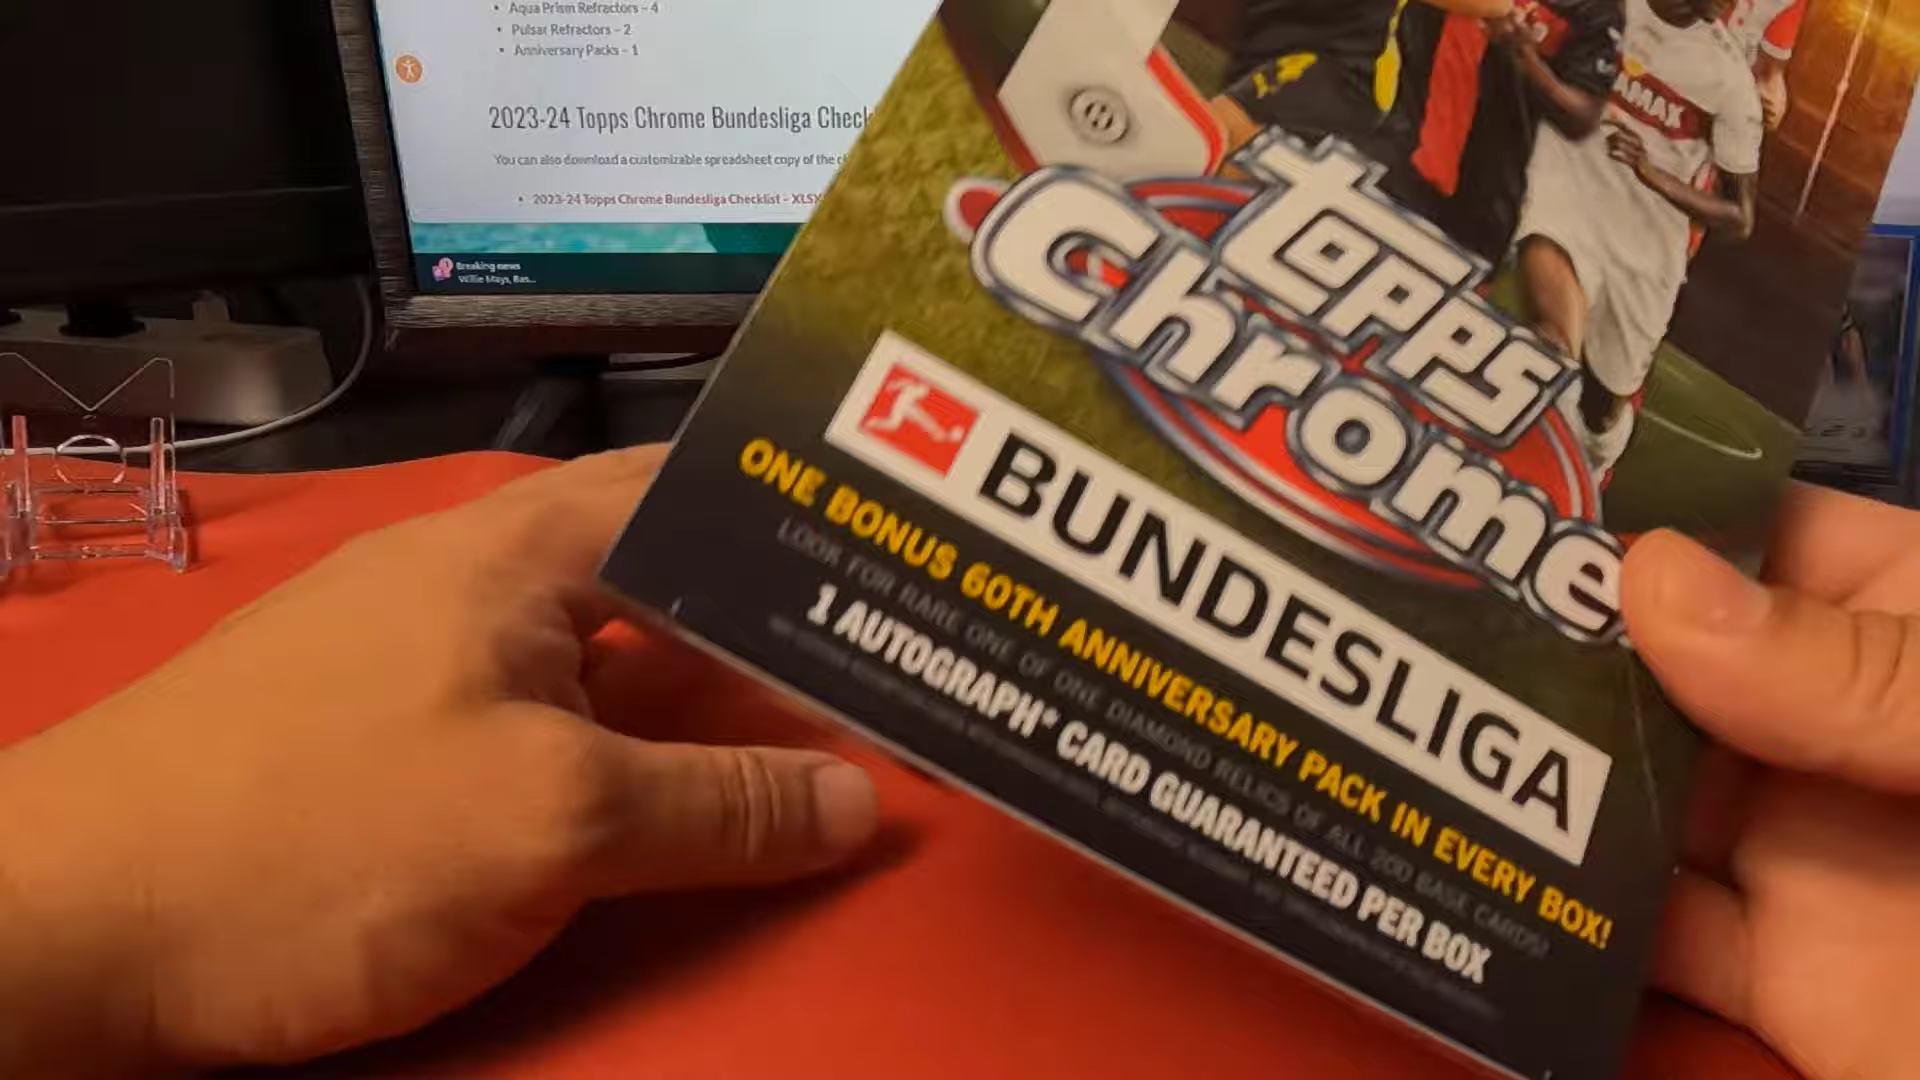 Aqua Prism Refractors – 4
Pulsar Refractors – 2
Anniversary Packs – 1
2023-24 Topps Chrome Bundesliga Check
You can also download a customizable spreadsheet copy of the
2023-24 Topps Chrome Bundesliga Checklist – XLSX
Breaking news
Willie Mays, Bas...
AMAX
topps
Chrome
BUNDESLIGA
ONE BONUS 60TH ANNIVERSARY PACK IN EVERY BOX!
LOOK FOR RARE ONE OF ONE DIAMOND RELICS OF ALL 200 BASE CARDS!
1 AUTOGRAPH* CARD GUARANTEED PER BOX